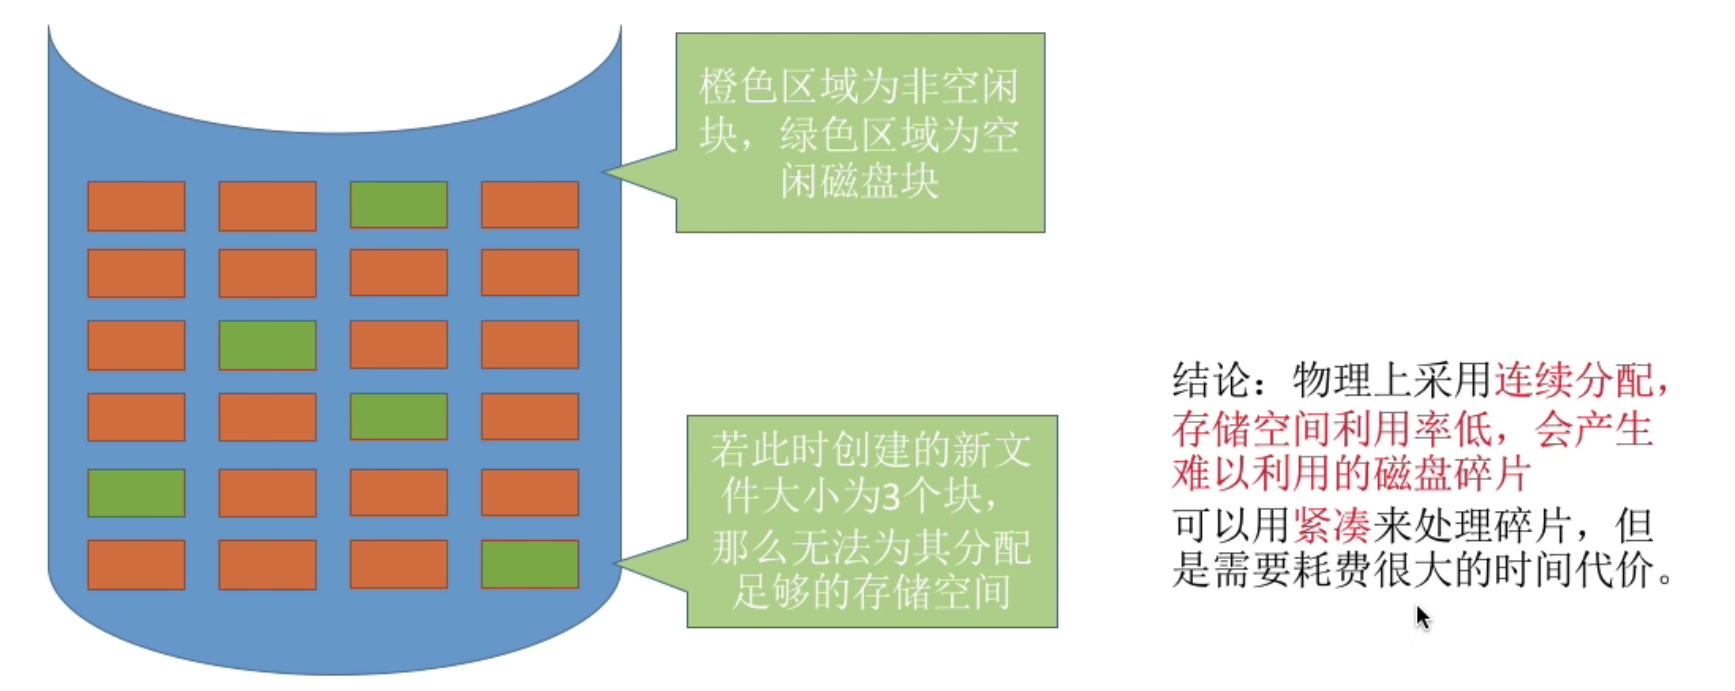 橙色区域为非空闲
块，绿色区域为空
闲磁盘块
若此时创建的新文
件大小为3个块，
那么无法为其分配
足够的存储空间
结论：物理上采用连续分配，
存储空间利用率低，会产生
难以利用的磁盘碎片
可以用紧凑来处理碎片，但
是需要耗费很大的时间代价。